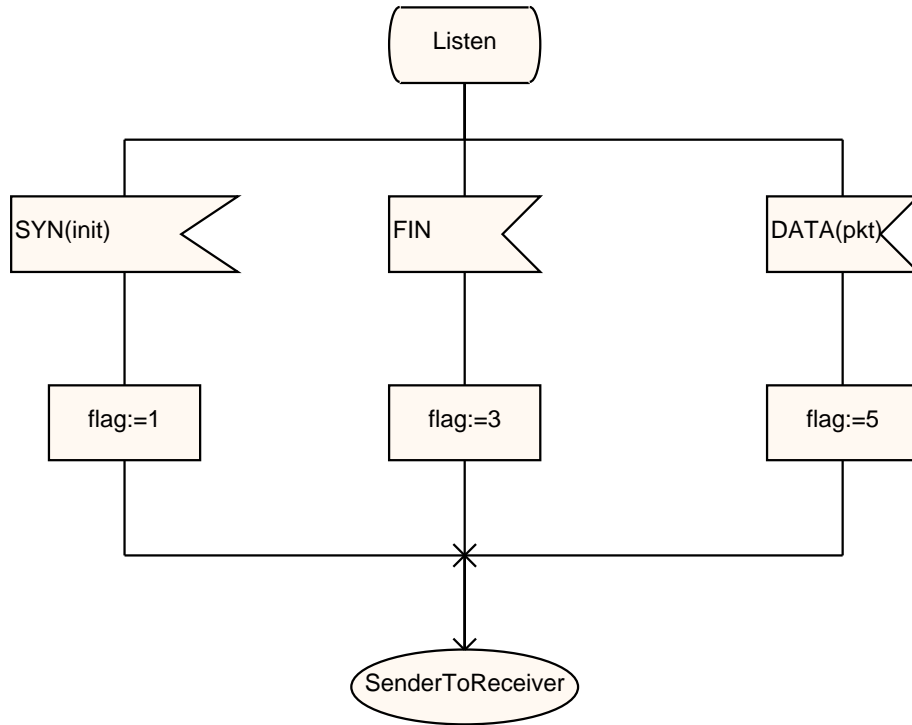 Listen
SYN(init)
FIN
DATA(pkt)
flag:=1
flag:=3
flag:=5
SenderToReceiver